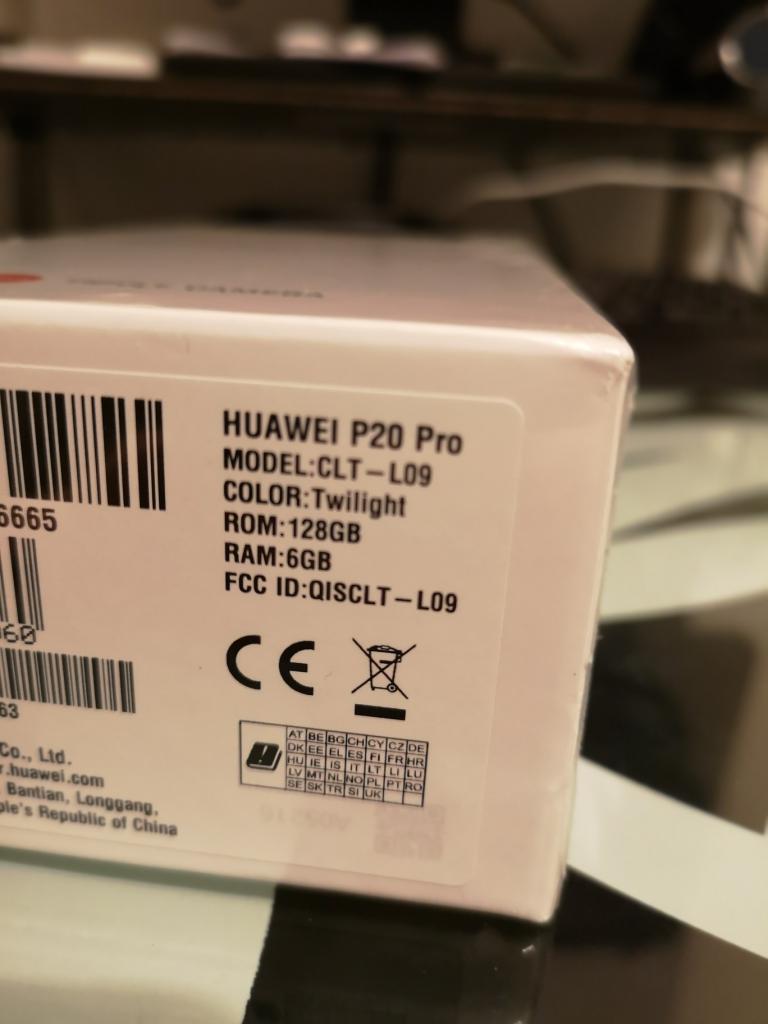 6665
60
63
HUAWEI P20 Pro
MODEL:CLT-L09
COLOR:Twilight
ROM:128GB
RAM:6GB
FCC ID:QISCLT-L09
CE
AT BE BG CH CY CZ DE
DK EE EL ES FI FR HR
HU IE IS IT LT LI LU
LV MT NL NO PL PT RO
SE SK TR SI UK
Co., Ltd.
r.huawei.com
Bantian, Longgang,
ple's Republic of China